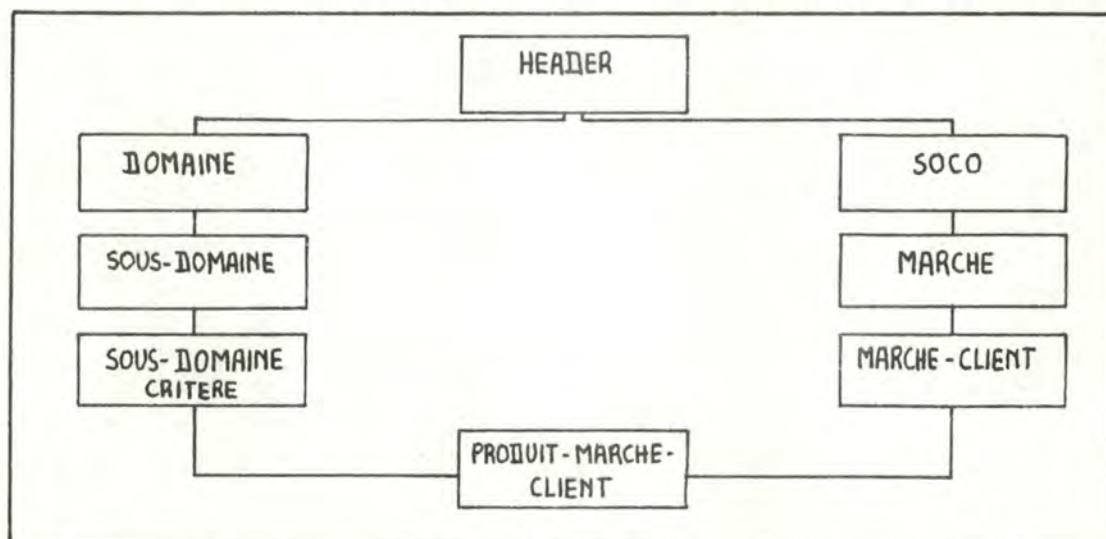 HEADER
DOMAINE
SOCO
SOUS-DOMAINE
MARCHE
SOUS-DOMAINE
CRITERE
MARCHE-CLIENT
PRODUIT-MARCHE-
CLIENT